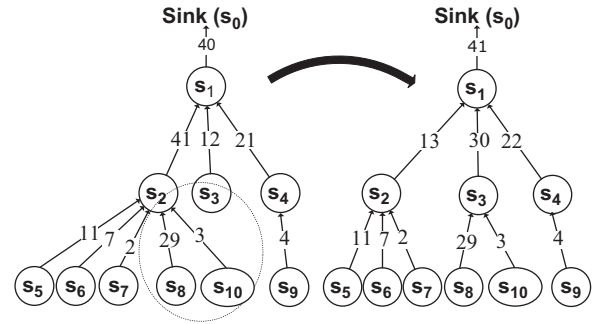 Sink (s0) Sink (s0)
40 41
s1 s1
41 12 21 13 30 22
s2 s3 s4 s2 s3 s4
11 7 2 29 3 4 11 7 2 29 3 4
s5 s6 s7 s8 s10 s9 s5 s6 s7 s8 s10 s9